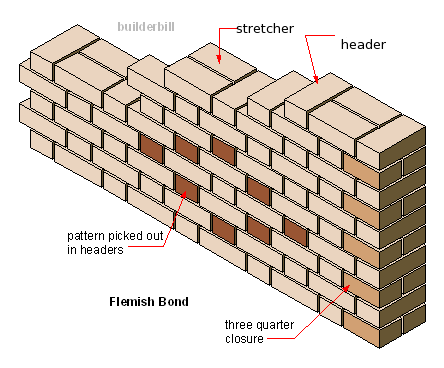 builderbill
stretcher
header
pattern picked out
in headers
Flemish Bond
three quarter
closure